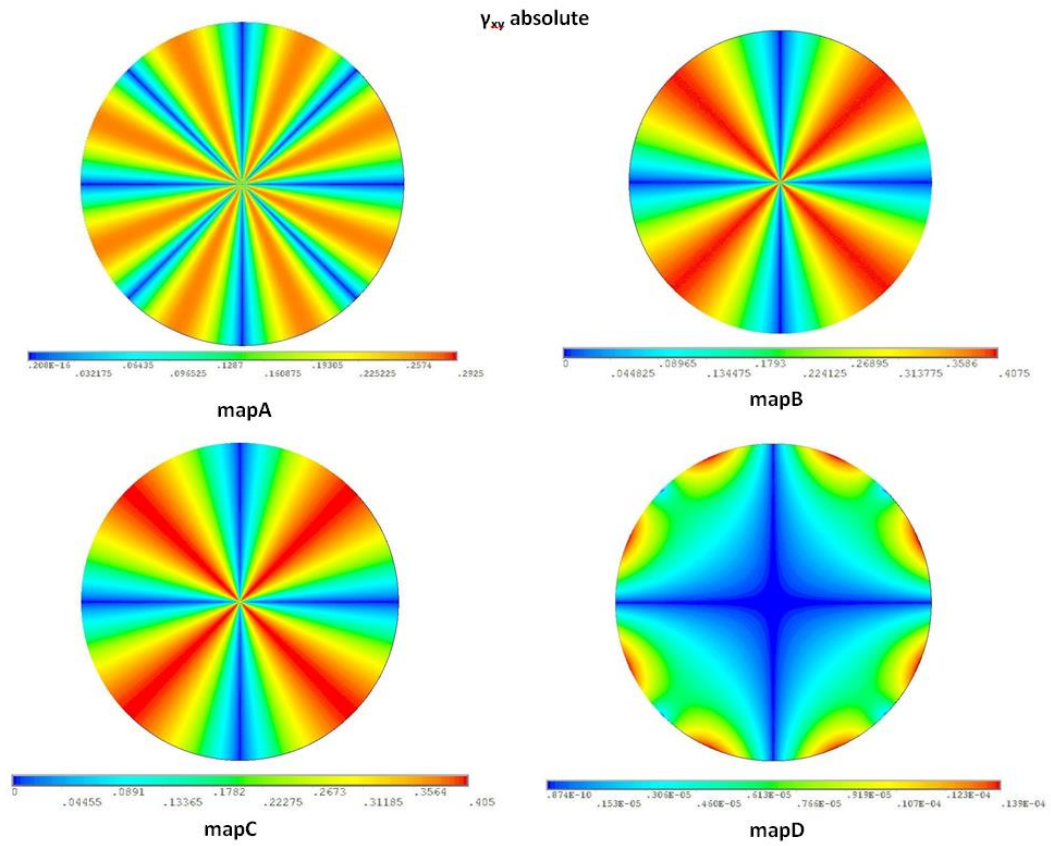 γxy absolute
.208E-16 .06435 .1287 .19305 .2574
.032175 .096525 .160875 .225225 .2925
mapA
0 .08965 .1793 .26895 .3586
.044825 .134475 .224125 .313775 .4075
mapB
0 .0891 .1782 .2673 .3564
.04455 .13365 .22275 .31185 .405
mapC
.306E-05 .613E-05 .919E-05 .123E-04
.153E-05 .460E-05 .766E-05 .107E-04 .139E-04
mapD